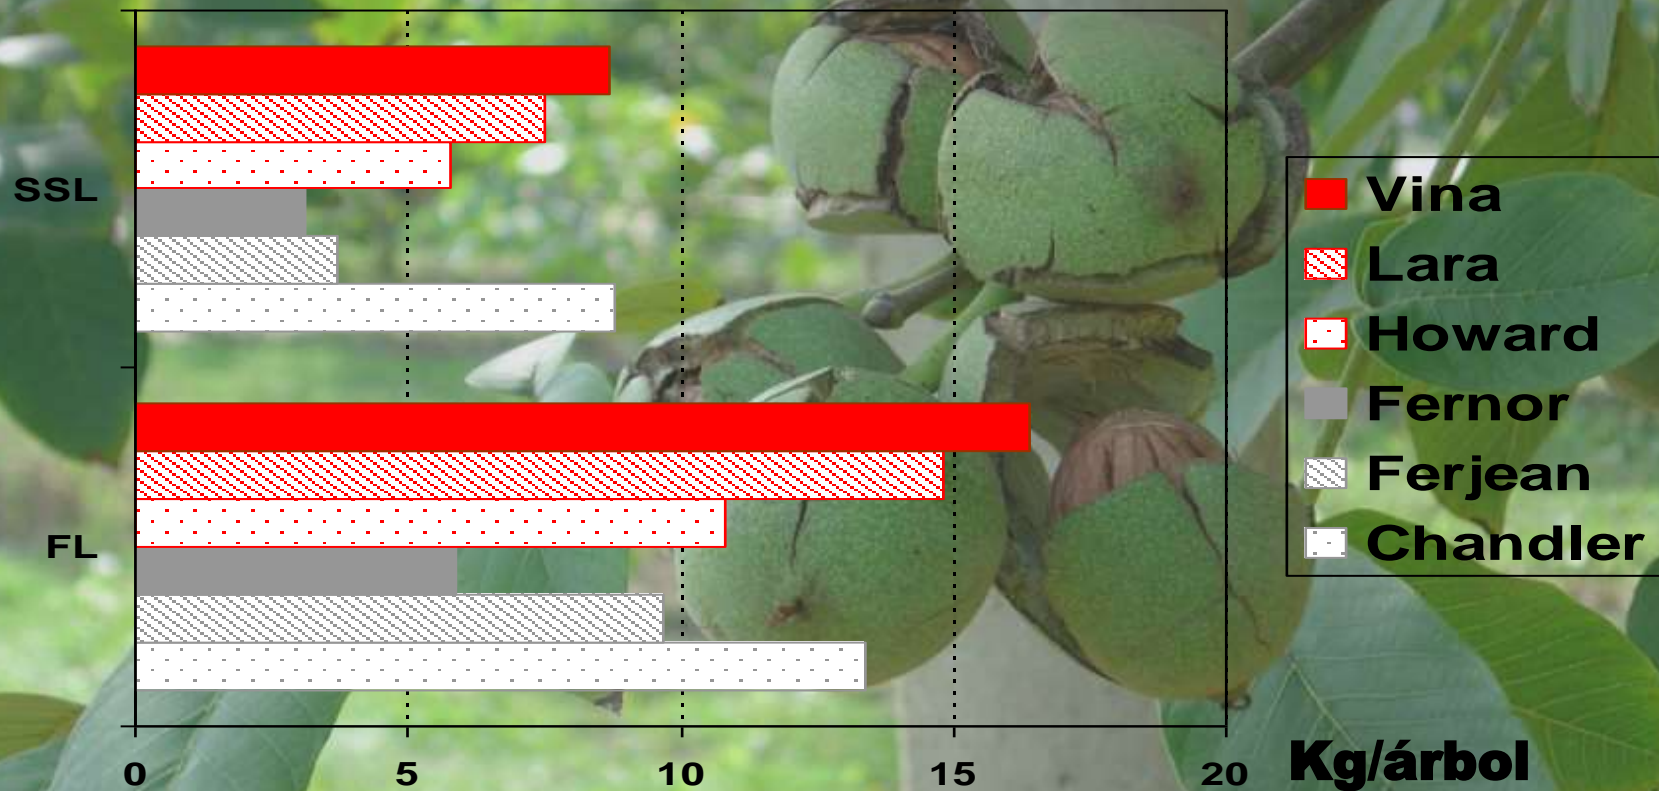 SSL
FL
0 5 10 15 20 Kg/árbol
Vina
Lara
Howard
Fernor
Ferjean
Chandler